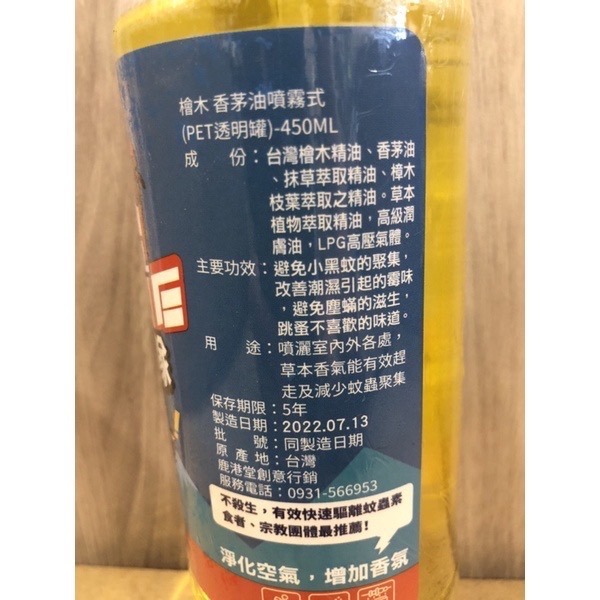 檜木 香茅油噴霧式
(PET透明罐)-450ML
成 份：台灣檜木精油、香茅油
、抹草萃取精油、樟木
枝葉萃取之精油。草本
植物萃取精油，高級潤
膚油，LPG高壓氣體。
主要功效：避免小黑蚊的聚集，
改善潮濕引起的霉味
，避免塵蟎的滋生，
跳蚤不喜歡的味道。
用 途：噴灑室內外各處，
草本香氣能有效趕
走及減少蚊蟲聚集
保存期限：5年
製造日期：2022.07.13
批 號：同製造日期
原 產 地：台灣
鹿港堂創意行銷
服務電話：0931-566953
不殺生，有效快速驅離蚊蟲素
食者、宗教團體最推薦！
淨化空氣，增加香氛